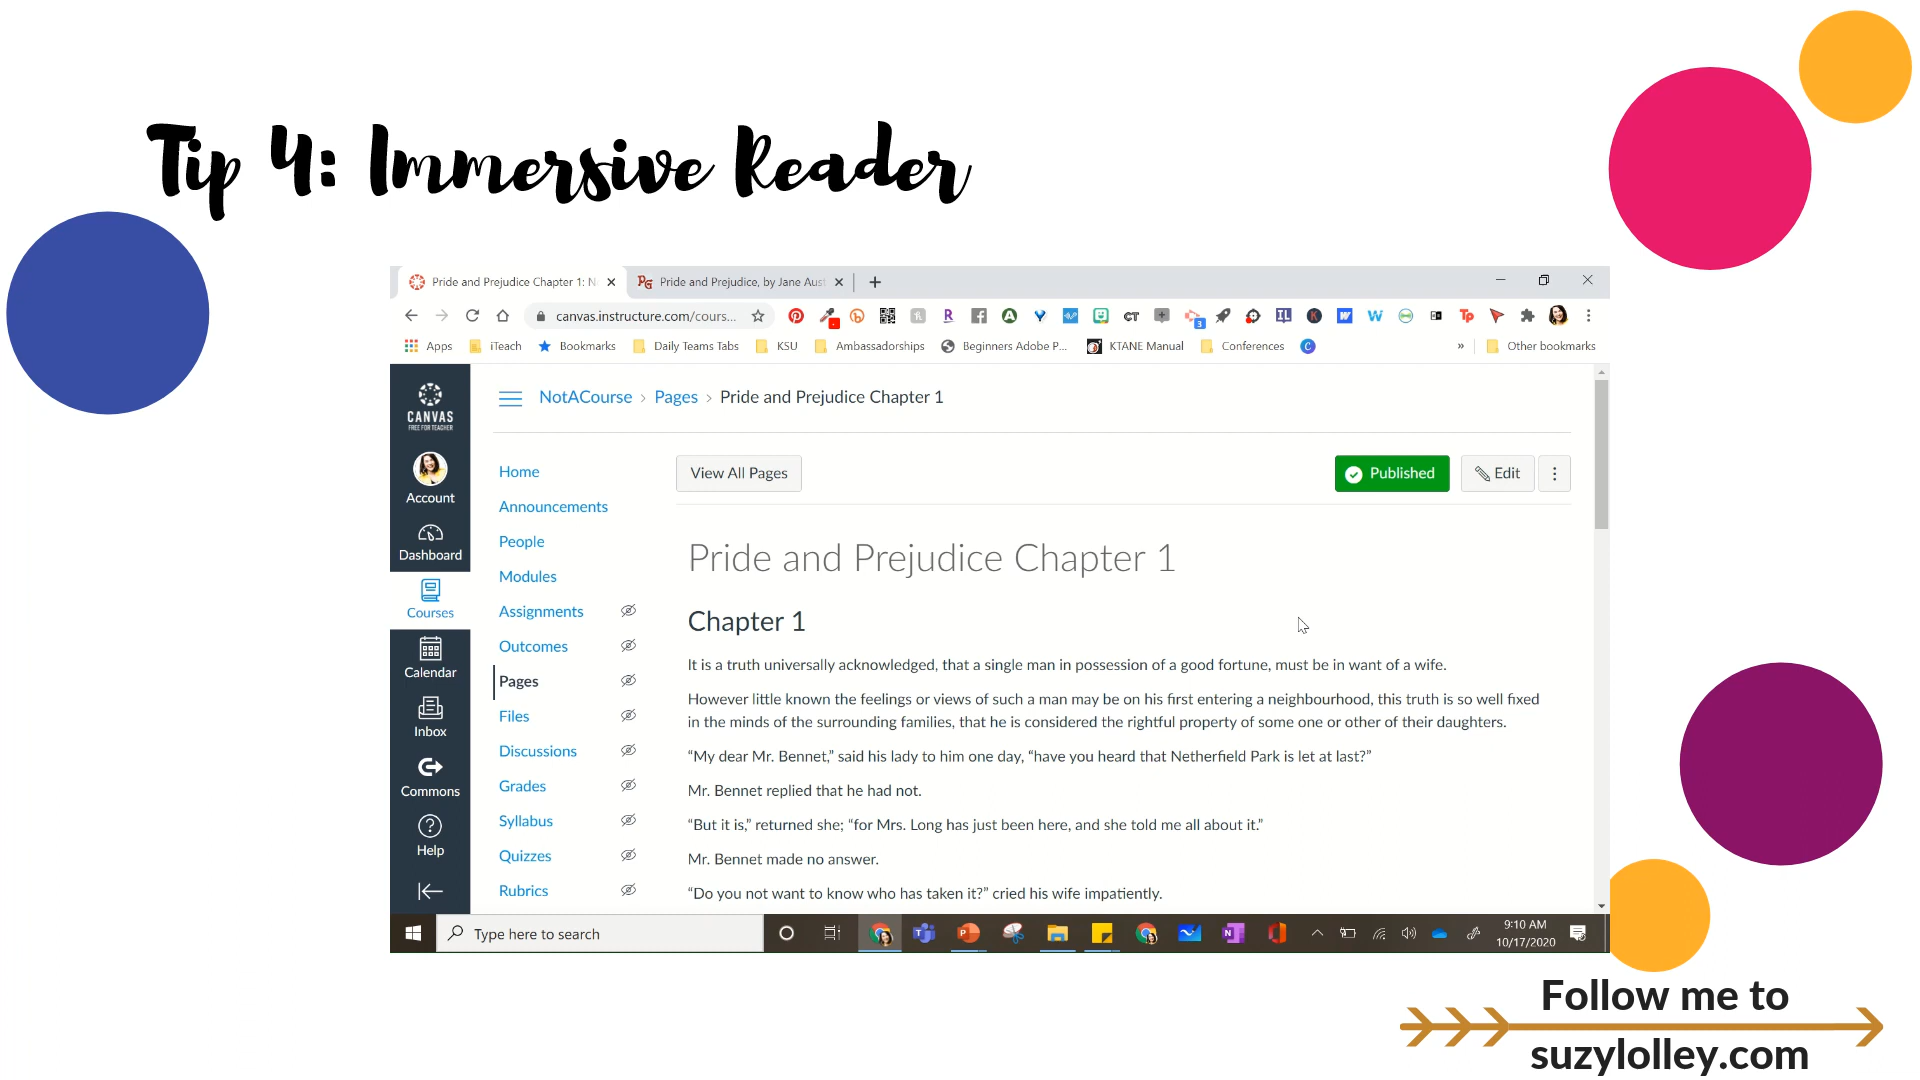 Tip 4: Immersive Reader
Pride and Prejudice Chapter 1: N
Pride and Prejudice, by Jane Aust
canvas.instructure.com/cours...
Apps
iTeach
Bookmarks
Daily Teams Tabs
KSU
Ambassadorships
Beginners Adobe P...
KTANE Manual
Conferences
»
Other bookmarks
CANVAS
FREE FOR TEACHER
Account
Dashboard
Courses
Calendar
Inbox
Commons
Help
NotACourse › Pages › Pride and Prejudice Chapter 1
Home
Announcements
People
Modules
Assignments
Outcomes
Pages
Files
Discussions
Grades
Syllabus
Quizzes
Rubrics
View All Pages
Published
Edit
Pride and Prejudice Chapter 1
Chapter 1
It is a truth universally acknowledged, that a single man in possession of a good fortune, must be in want of a wife.
However little known the feelings or views of such a man may be on his first entering a neighbourhood, this truth is so well fixed
in the minds of the surrounding families, that he is considered the rightful property of some one or other of their daughters.
“My dear Mr. Bennet,” said his lady to him one day, “have you heard that Netherfield Park is let at last?”
Mr. Bennet replied that he had not.
“But it is,” returned she; “for Mrs. Long has just been here, and she told me all about it.”
Mr. Bennet made no answer.
“Do you not want to know who has taken it?” cried his wife impatiently.
Type here to search
9:10 AM
10/17/2020
Follow me to
suzylolley.com